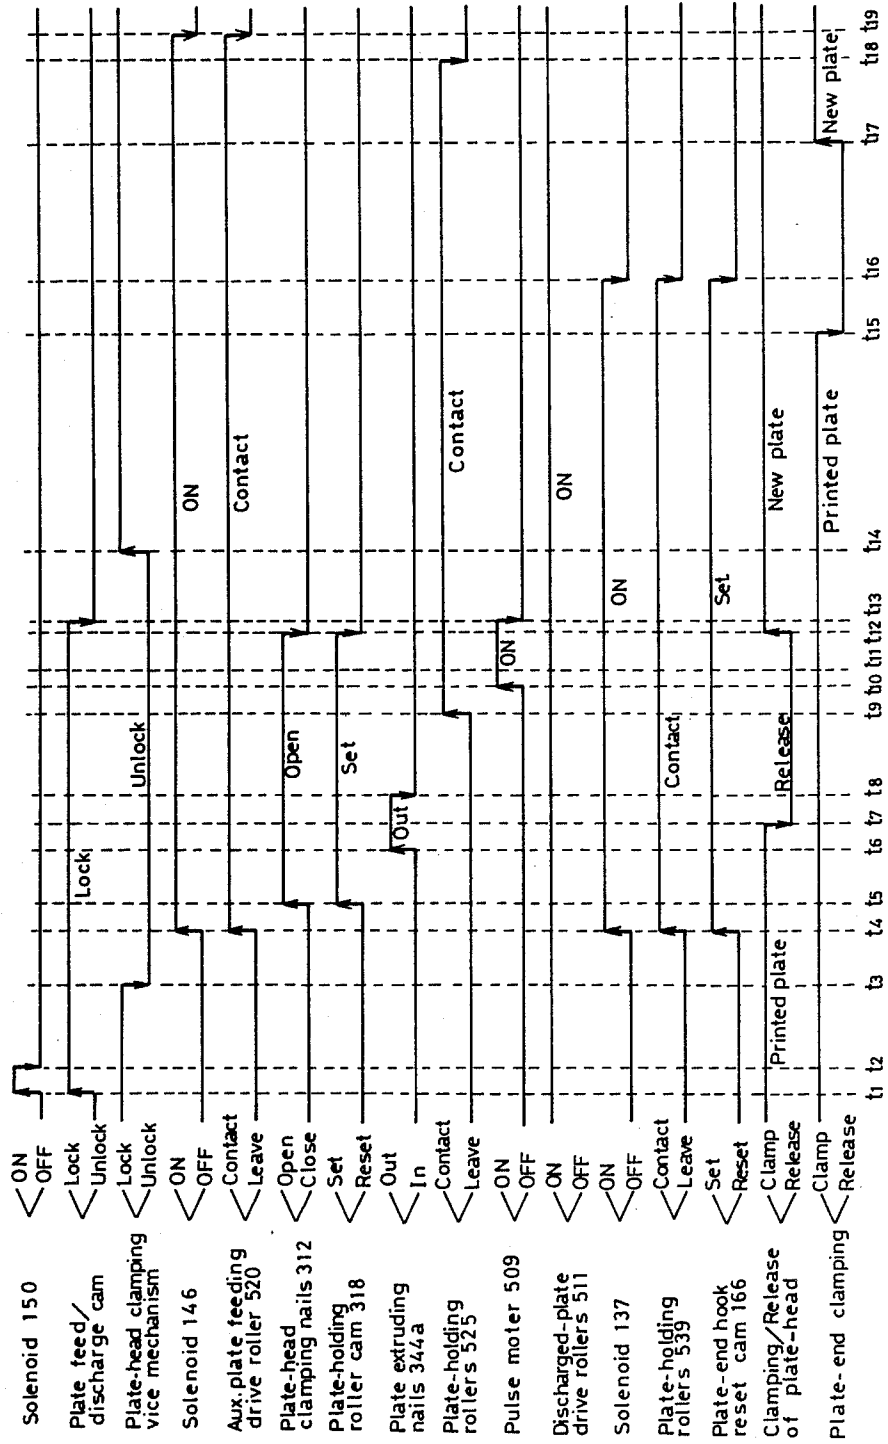 Solenoid 150
ON
OFF
Plate feed/
discharge cam
Lock
Unlock
Lock
Plate-head clamping
vice mechanism
Lock
Unlock
Unlock
Solenoid 146
ON
OFF
ON
Aux. plate feeding
drive roller 520
Contact
Leave
Contact
Plate-head
clamping nails 312
Open
Close
Open
Plate-holding
roller cam 318
Set
Reset
Set
Plate extruding
nails 344a
Out
In
Out
Plate-holding
rollers 525
Contact
Leave
Contact
Pulse moter 509
ON
OFF
ON
Discharged-plate
drive rollers 511
ON
OFF
ON
Solenoid 137
ON
OFF
ON
Plate-holding
rollers 539
Contact
Leave
Contact
Plate-end hook
reset cam 166
Set
Reset
Set
Clamping/Release
of plate-head
Clamp
Release
Printed plate
Release
New plate
Plate-end clamping
Clamp
Release
Printed plate
New plate
t1 t2 t3 t4 t5 t6 t7 t8 t9 t10 t11 t12 t13 t14 t15 t16 t17 t18 t19